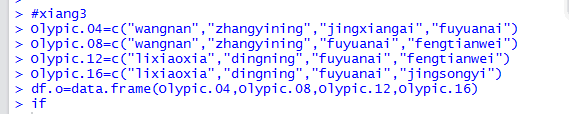 >
> #xiang3
> Olypic.04=c("wangnan","zhangyining","jingxiangai","fuyuanai")
> Olypic.08=c("wangnan","zhangyining","fuyuanai","fengtianwei")
> Olypic.12=c("lixiaoxia","dingning","fuyuanai","fengtianwei")
> Olypic.16=c("lixiaoxia","dingning","fuyuanai","jingsongyi")
> df.o=data.frame(Olypic.04,Olypic.08,Olypic.12,Olypic.16)
> if